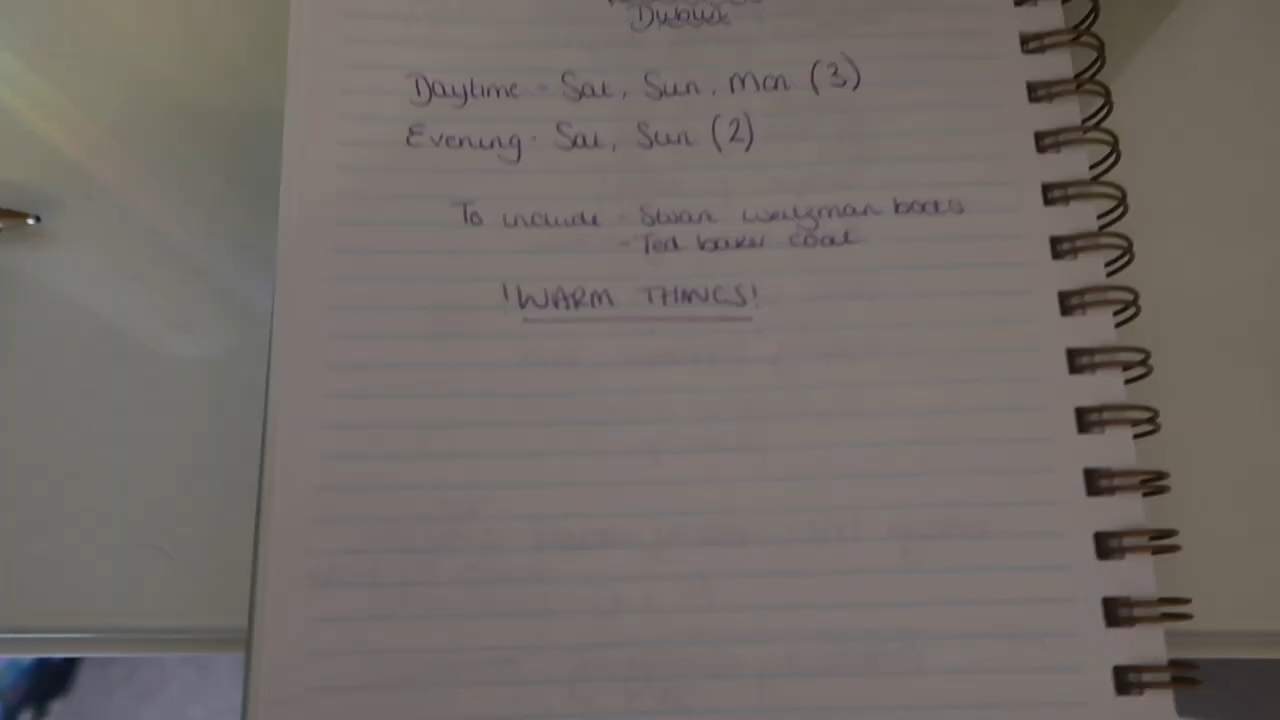 Daytime - Sat, Sun, Mon (3)
Evening - Sat, Sun (2)
To include - Stuart weitzman boots
- Ted baker coat
! WARM THINGS!